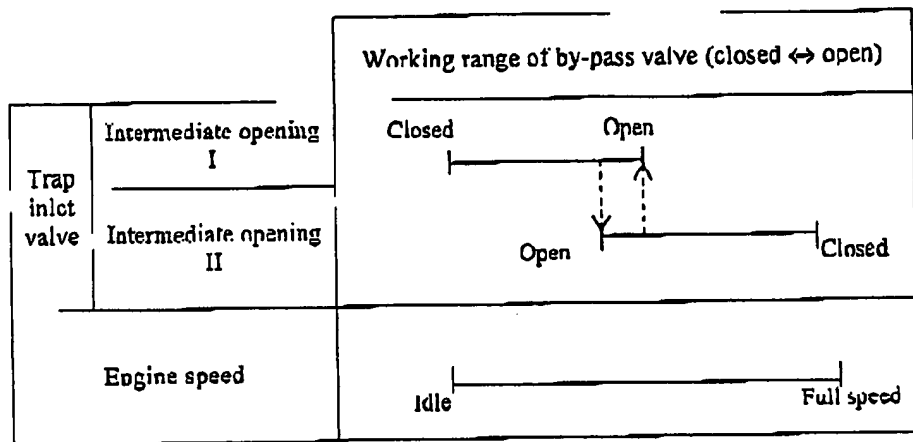 Working range of by-pass valve (closed ↔ open)
Trap
inlet
valve
Intermediate opening
I
Closed
Open
Intermediate opening
II
Open
Closed
Engine speed
Idle
Full speed